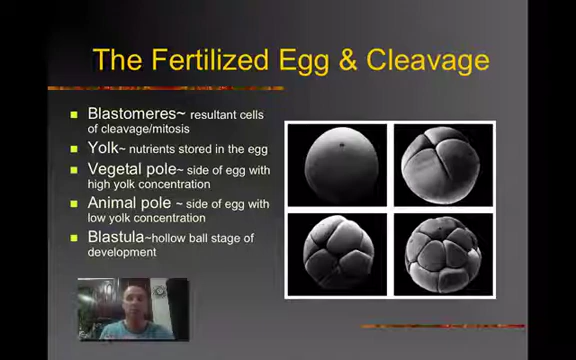 The Fertilized Egg & Cleavage
Blastomeres~ resultant cells
of cleavage/mitosis
Yolk~ nutrients stored in the egg
Vegetal pole~ side of egg with
high yolk concentration
Animal pole ~ side of egg with
low yolk concentration
Blastula~hollow ball stage of
development